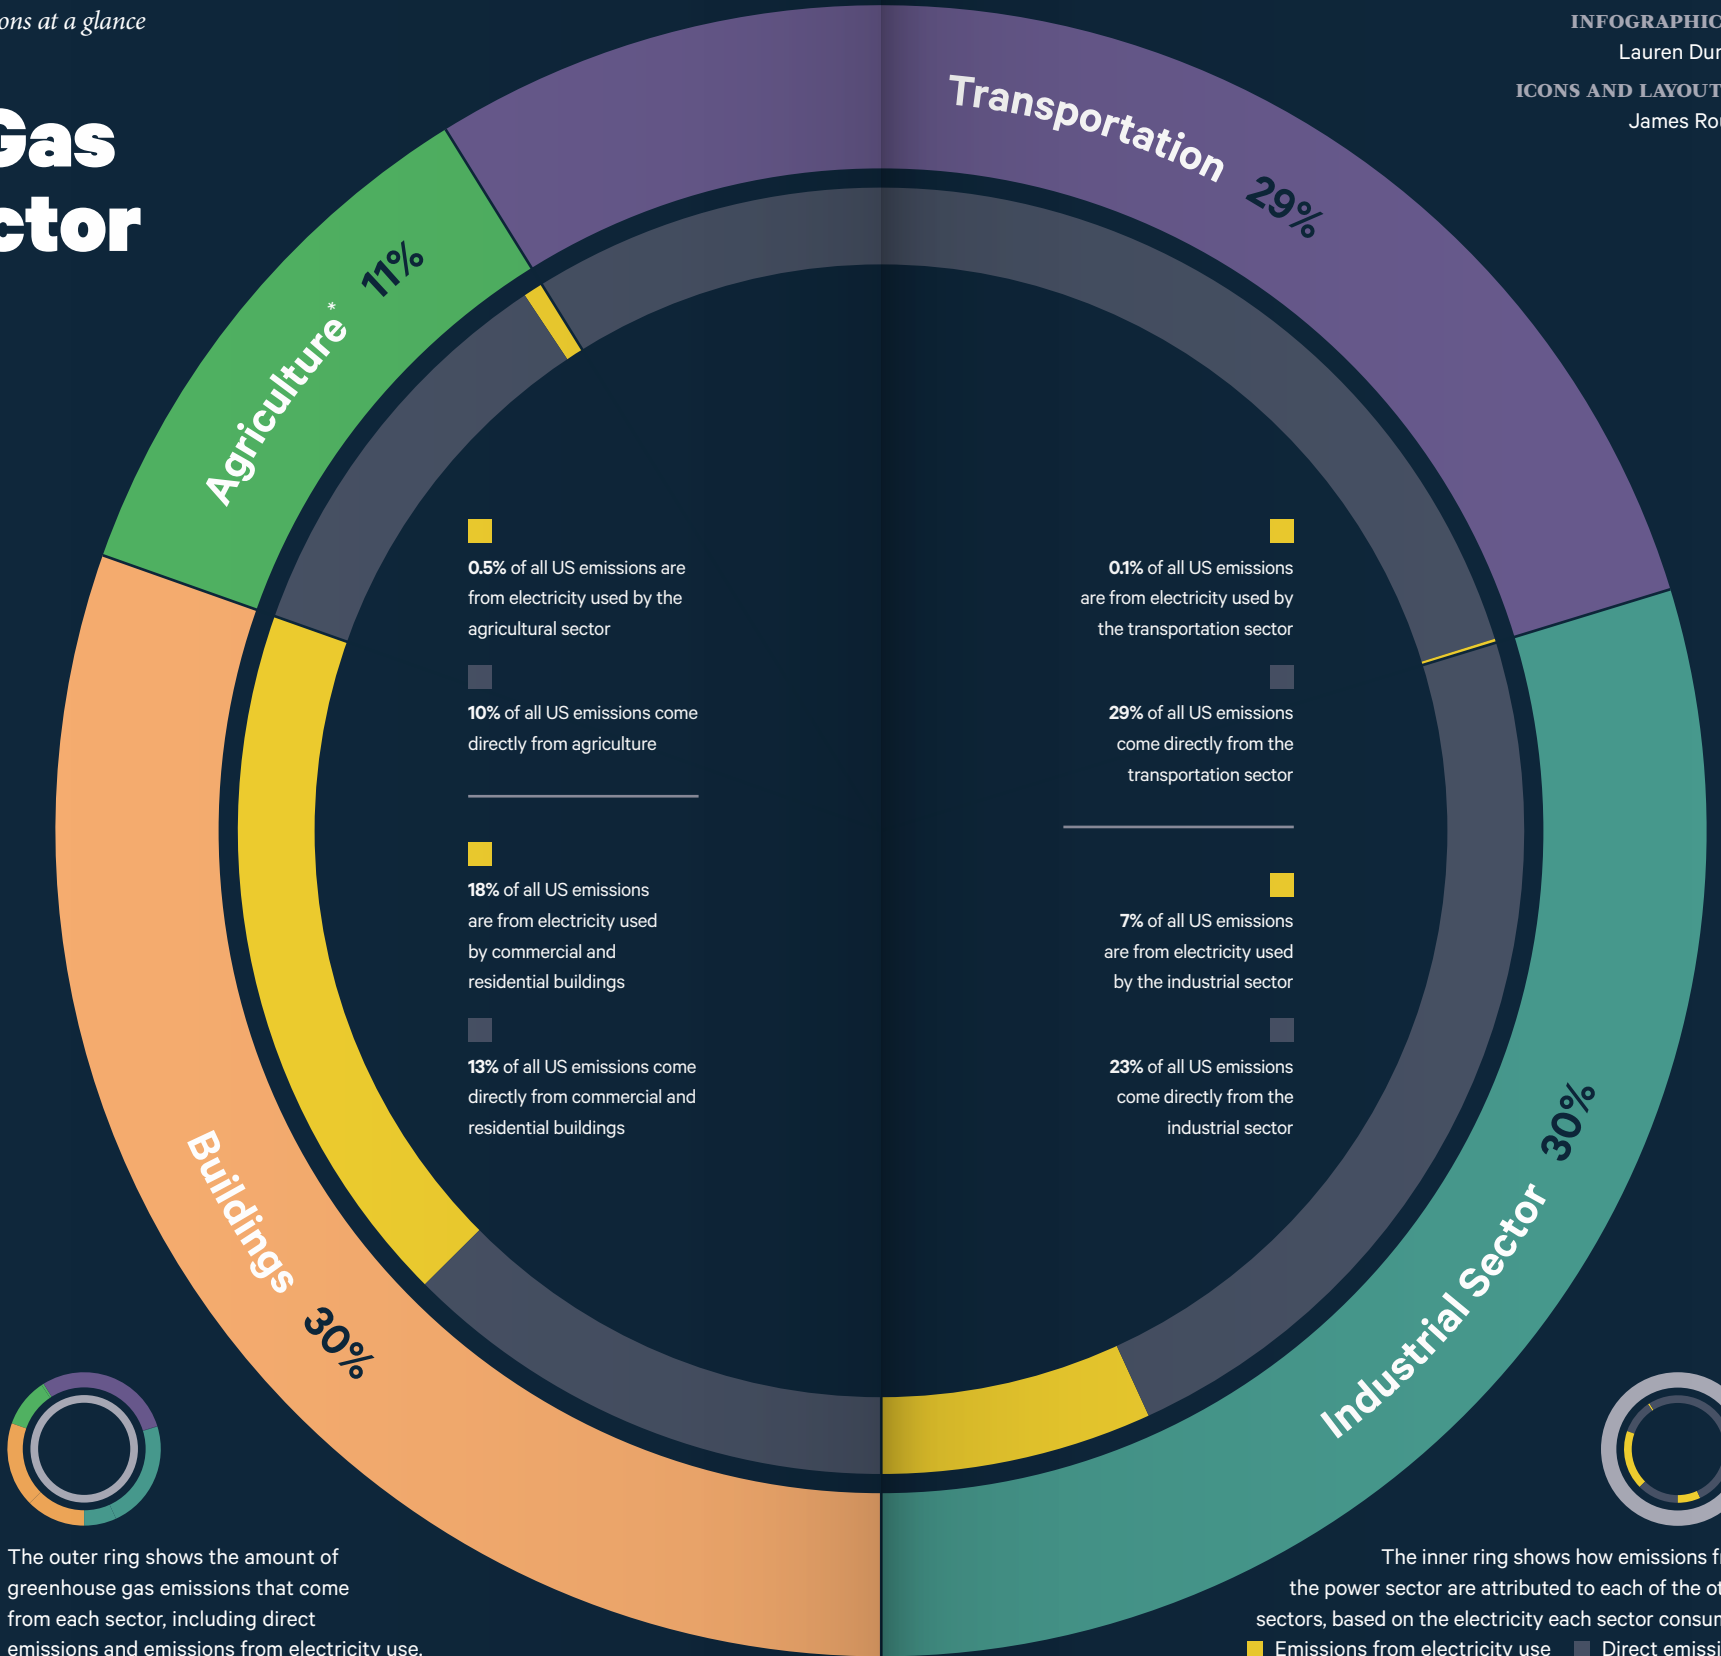 ons at a glance
Gas
ctor
INFOGRAPHIC
Lauren Dun
ICONS AND LAYOUT
James Rou
Transportation 29%
Agriculture* 11%
0.5% of all US emissions are
from electricity used by the
agricultural sector
10% of all US emissions come
directly from agriculture
18% of all US emissions
are from electricity used
by commercial and
residential buildings
13% of all US emissions come
directly from commercial and
residential buildings
0.1% of all US emissions
are from electricity used by
the transportation sector
29% of all US emissions
come directly from the
transportation sector
7% of all US emissions
are from electricity used
by the industrial sector
23% of all US emissions
come directly from the
industrial sector
Buildings 30%
Industrial Sector 30%
The outer ring shows the amount of
greenhouse gas emissions that come
from each sector, including direct
emissions and emissions from electricity use.
The inner ring shows how emissions
the power sector are attributed to each of the
sectors, based on the electricity each sector
Emissions from electricity use
Direct